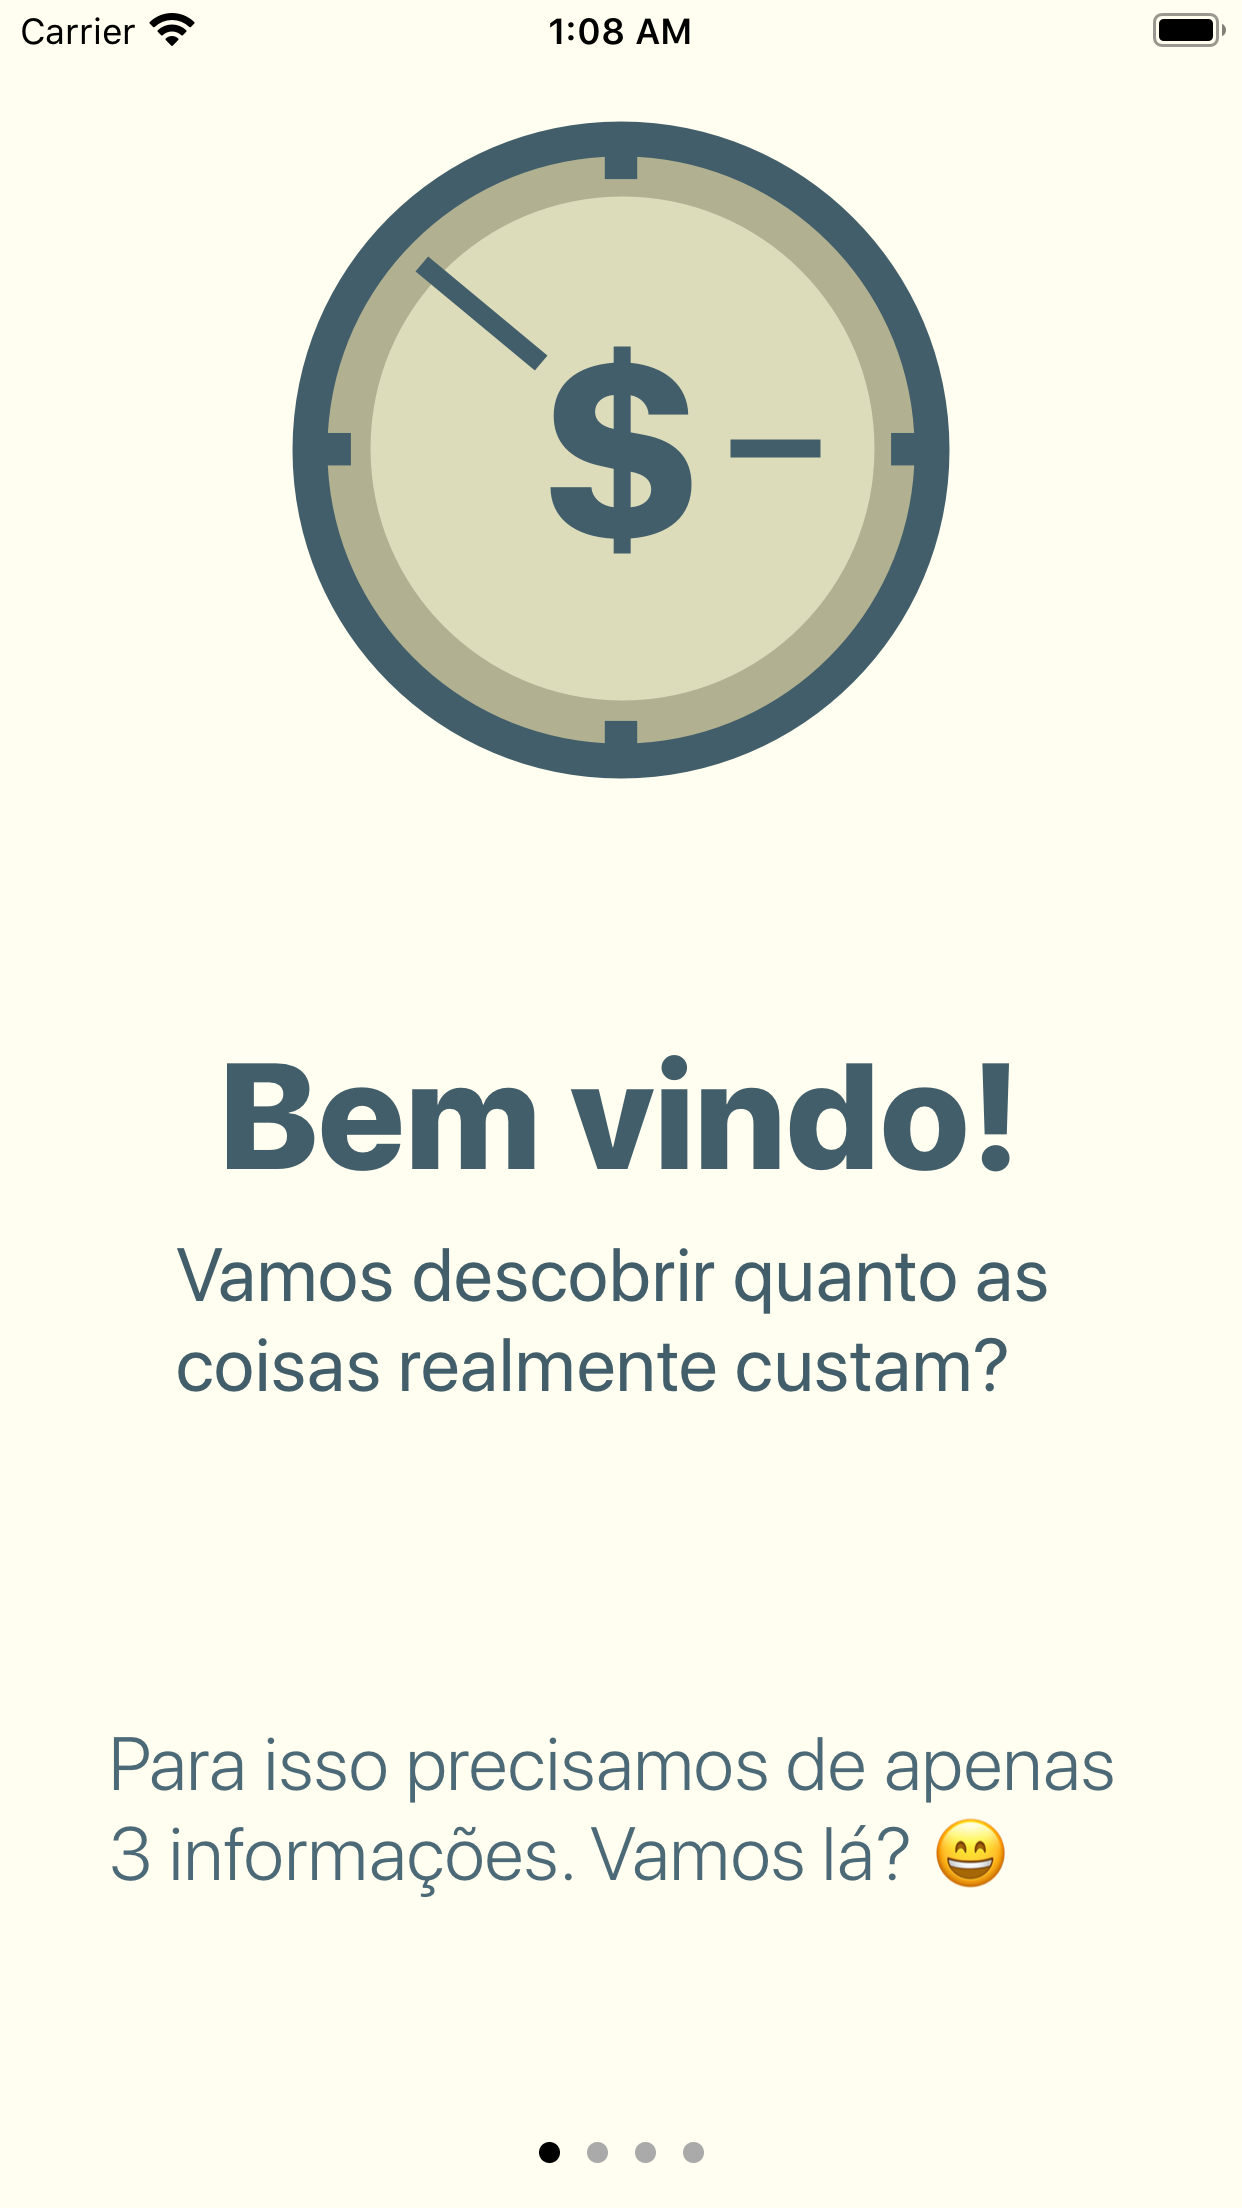 Carrier 1:08 AM
$
Bem vindo!
Vamos descobrir quanto as
coisas realmente custam?
Para isso precisamos de apenas
3 informações. Vamos lá? 😄